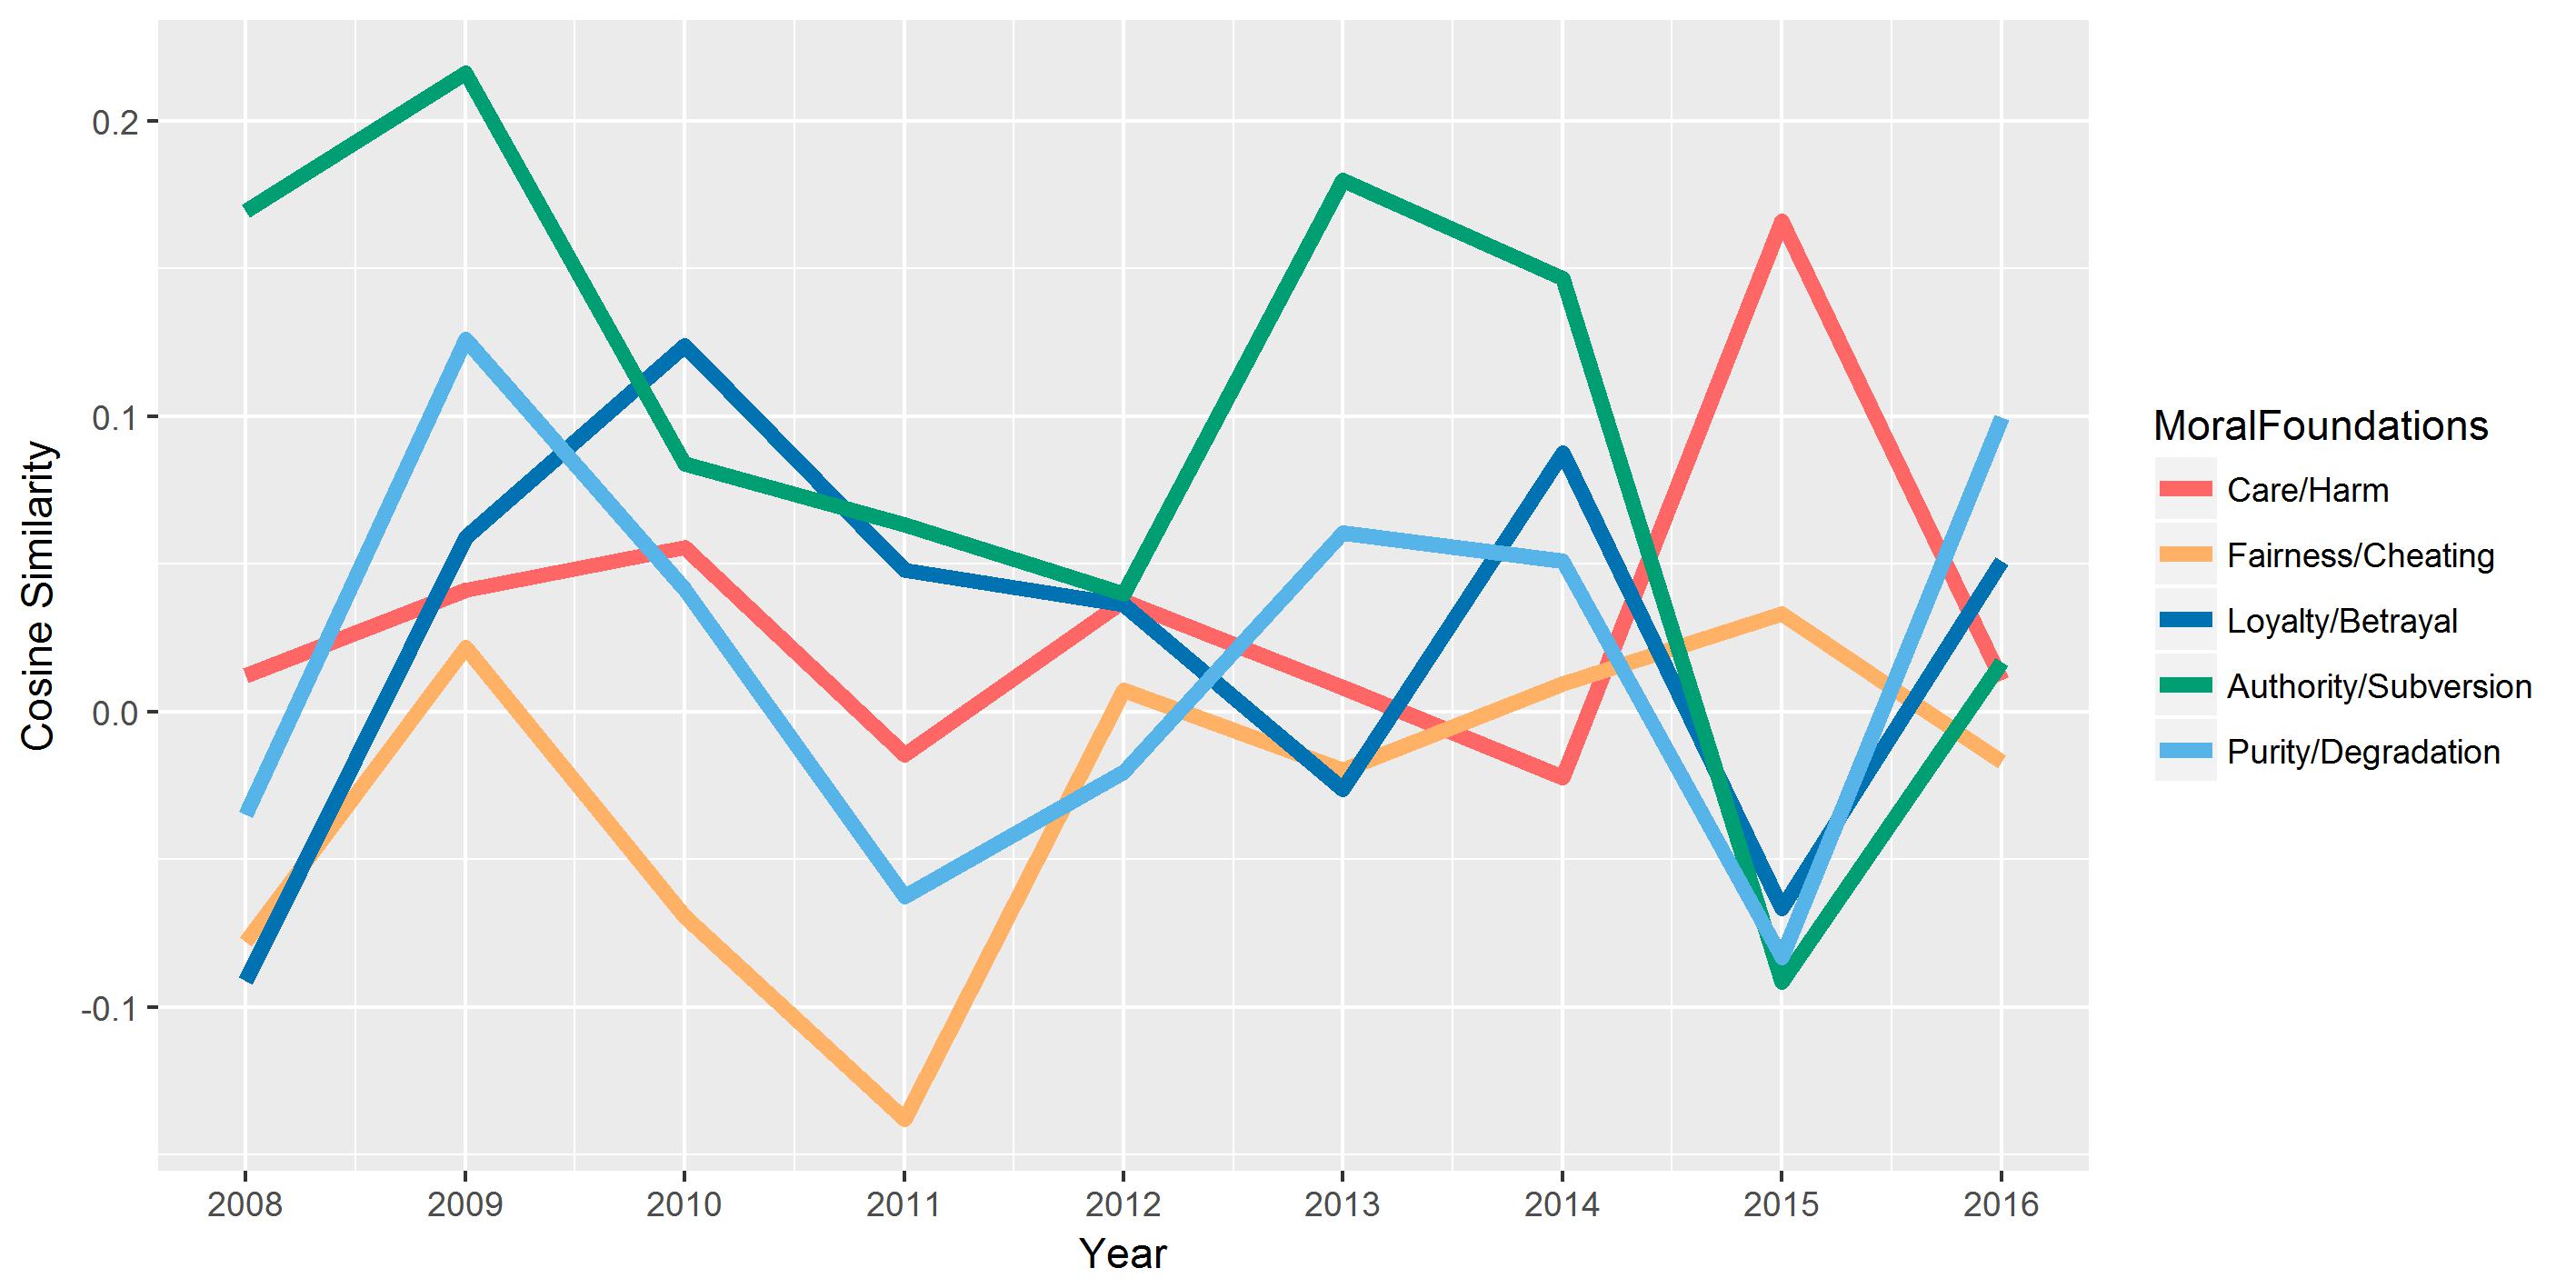 Cosine Similarity
0.2
0.1
0.0
-0.1
2008 2009 2010 2011 2012 2013 2014 2015 2016
Year
MoralFoundations
Care/Harm
Fairness/Cheating
Loyalty/Betrayal
Authority/Subversion
Purity/Degradation